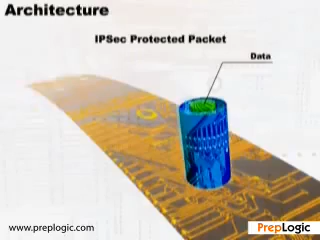 Architecture
IPSec Protected Packet
Data
www.preplogic.com
PrepLogic